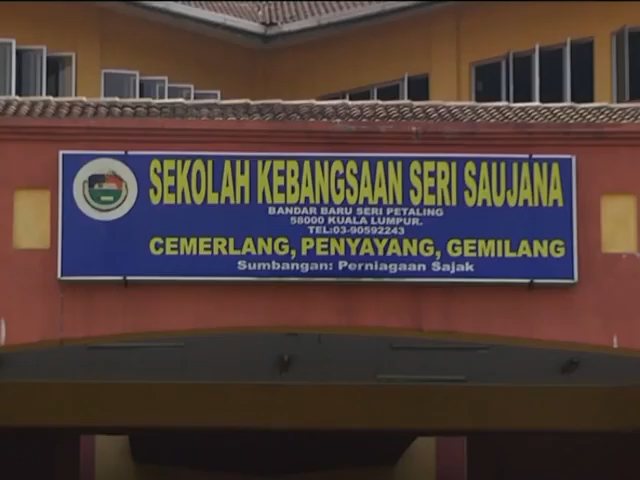 SEKOLAH KEBANGSAAN SERI SAUJANA
BANDAR BARU SERI PETALING
58000 KUALA LUMPUR.
TEL:03-90592243
CEMERLANG, PENYAYANG, GEMILANG
Sumbangan: Perniagaan Sajak